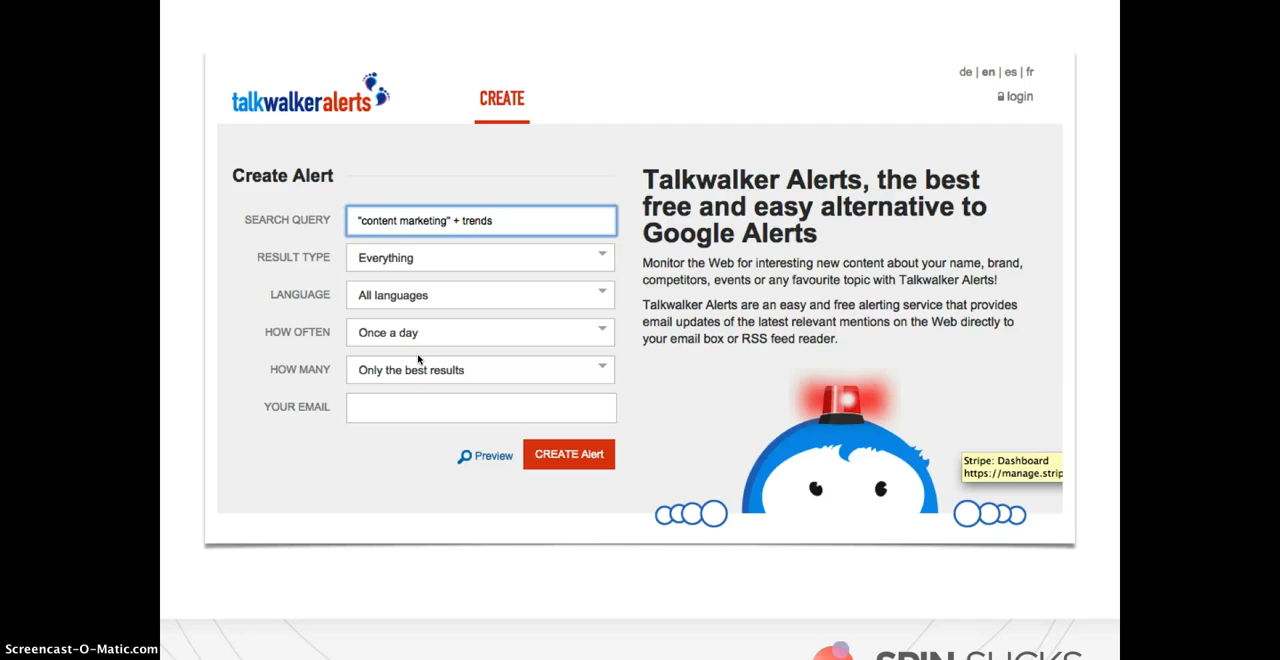 de | en | es | fr
talkwalkeralerts
CREATE
login
Create Alert
SEARCH QUERY
"content marketing" + trends
RESULT TYPE
Everything
LANGUAGE
All languages
HOW OFTEN
Once a day
HOW MANY
Only the best results
YOUR EMAIL
Preview
CREATE Alert
Talkwalker Alerts, the best
free and easy alternative to
Google Alerts
Monitor the Web for interesting new content about your name, brand,
competitors, events or any favourite topic with Talkwalker Alerts!
Talkwalker Alerts are an easy and free alerting service that provides
email updates of the latest relevant mentions on the Web directly to
your email box or RSS feed reader.
Stripe: Dashboard
https://manage.strip
SPIN SUCKS
Screencast-O-Matic.com